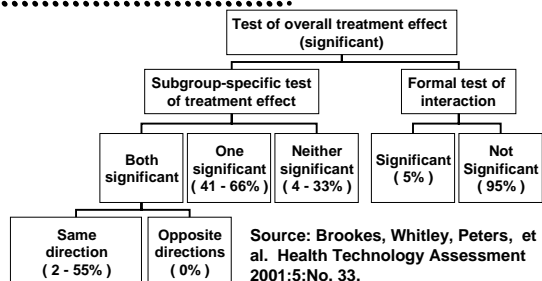 Test of overall treatment effect
(significant)
Subgroup-specific test
of treatment effect
Formal test of
interaction
Both
significant
One
significant
( 41 - 66% )
Neither
significant
( 4 - 33% )
Significant
( 5% )
Not
Significant
( 95% )
Same
direction
( 2 - 55% )
Opposite
directions
( 0% )
Source: Brookes, Whitley, Peters, et
al. Health Technology Assessment
2001;5:No. 33.